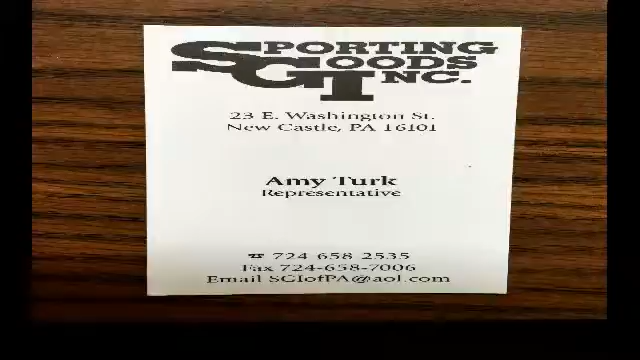 SPORTING
GOODS
INC.
23 E. Washington St.
New Castle, PA 16101
Amy Turk
Representative
☎ 724 658 2535
Fax 724-658-7006
Email SGIofPA@aol.com